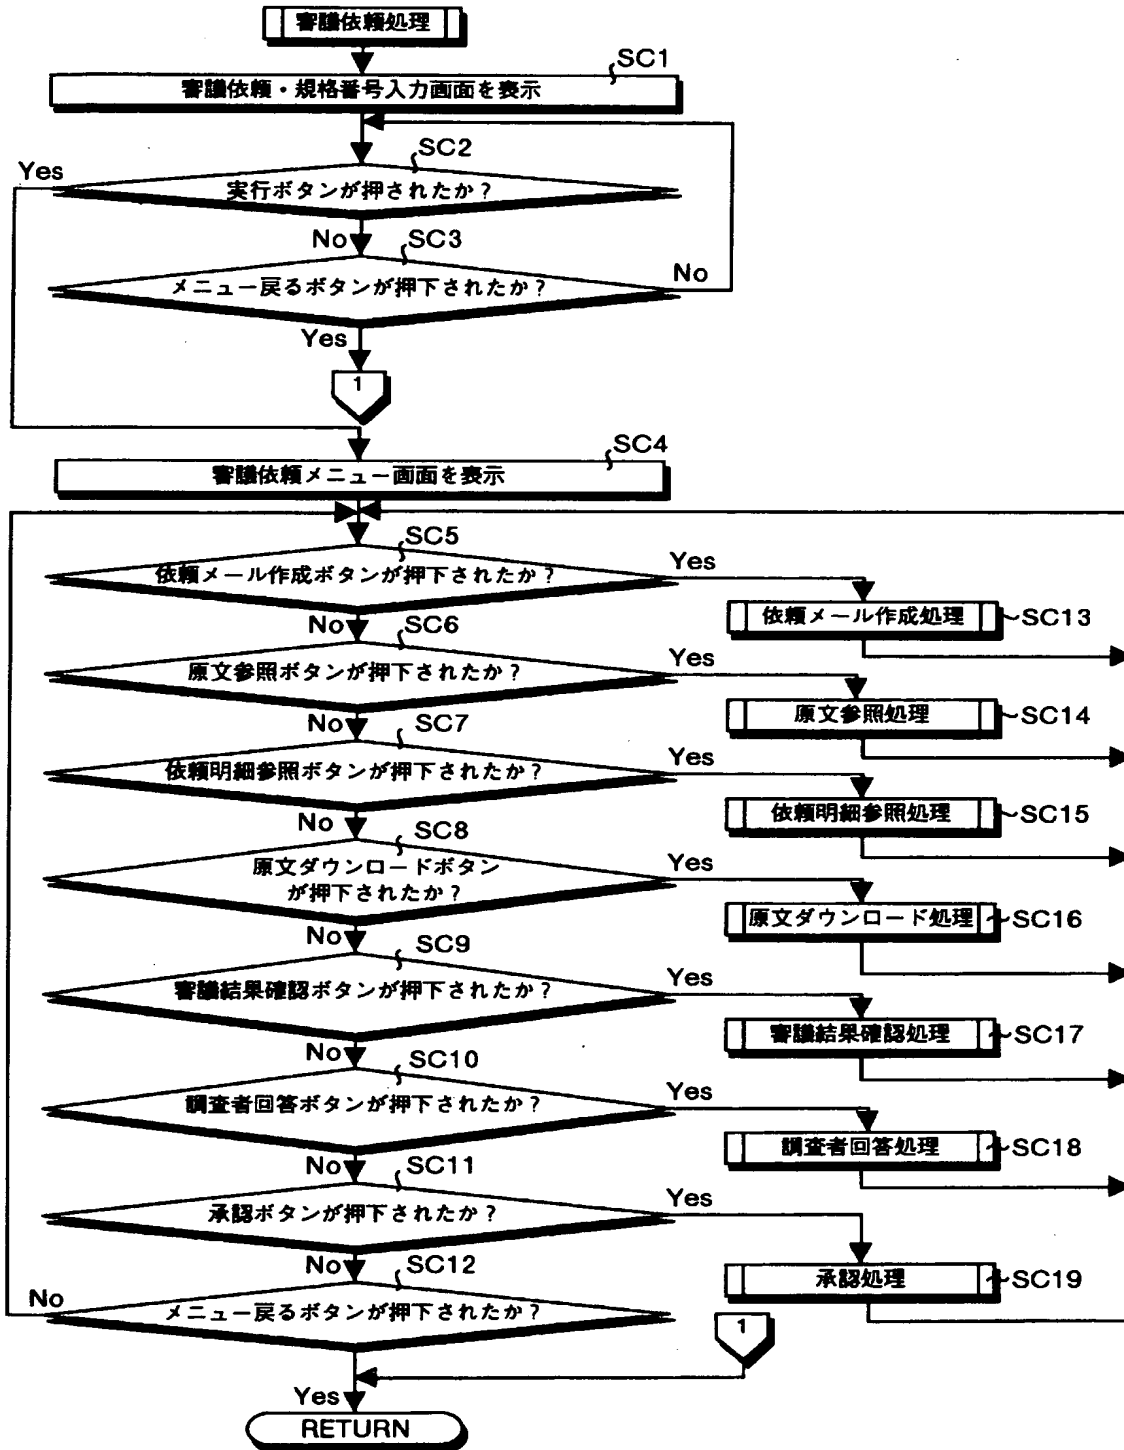 審議依頼処理
SC1
審議依頼・規格番号入力画面を表示
SC2
Yes
実行ボタンが押されたか？
No
SC3
メニュー戻るボタンが押下されたか？
No
Yes
1
SC4
審議依頼メニュー画面を表示
SC5
依頼メール作成ボタンが押下されたか？
Yes
依頼メール作成処理
SC13
No
SC6
原文参照ボタンが押下されたか？
Yes
原文参照処理
SC14
No
SC7
依頼明細参照ボタンが押下されたか？
Yes
依頼明細参照処理
SC15
No
SC8
原文ダウンロードボタン
が押下されたか？
Yes
原文ダウンロード処理
SC16
No
SC9
審議結果確認ボタンが押下されたか？
Yes
審議結果確認処理
SC17
No
SC10
調査者回答ボタンが押下されたか？
Yes
調査者回答処理
SC18
No
SC11
承認ボタンが押下されたか？
Yes
承認処理
SC19
No
SC12
No
メニュー戻るボタンが押下されたか？
1
Yes
RETURN